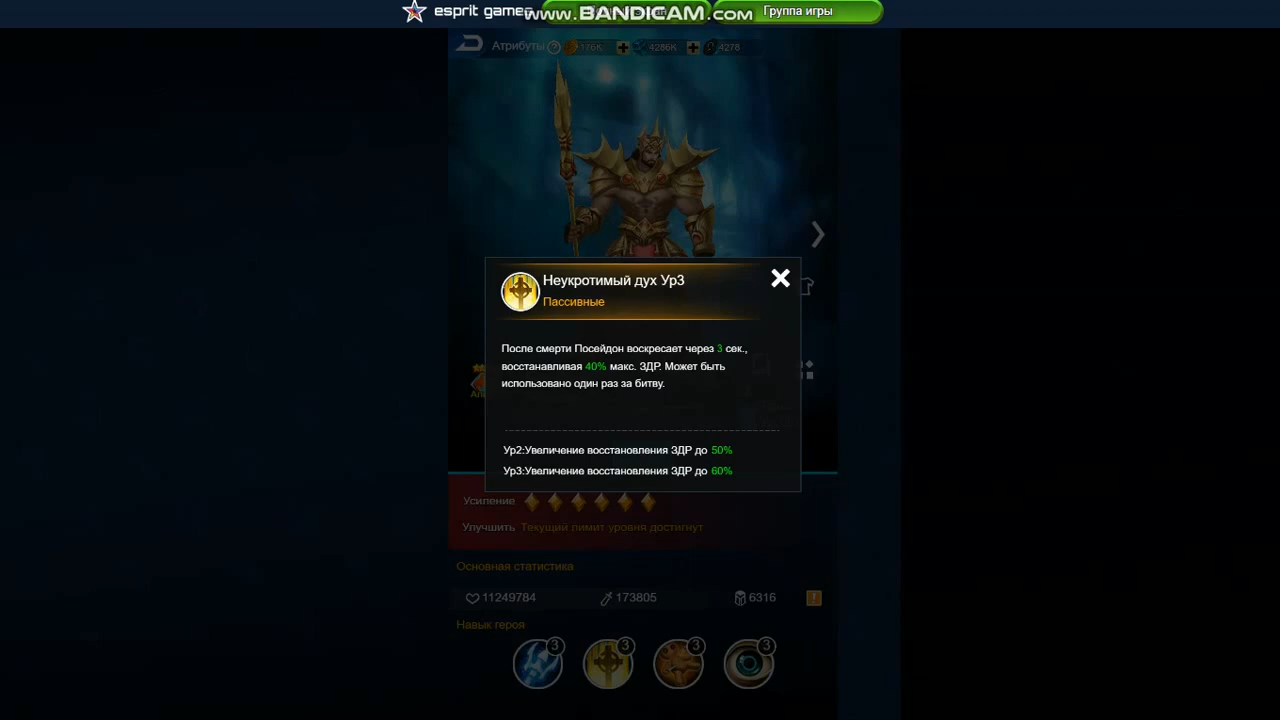 esprit games
www.BANDICAM.com
Группа игры
Атрибуты ? 176K 4286K 4278
Неукротимый дух Ур3
Пассивные
После смерти Посейдон воскресает через 3 сек.,
восстанавливая 40% макс. ЗДР. Может быть
использовано один раз за битву.
Ур2:Увеличение восстановления ЗДР до 50%
Ур3:Увеличение восстановления ЗДР до 60%
Усиление
Улучшить Текущий лимит уровня достигнут
Основная статистика
11249784 173805 6316 !
Навык героя
3 3 3 3